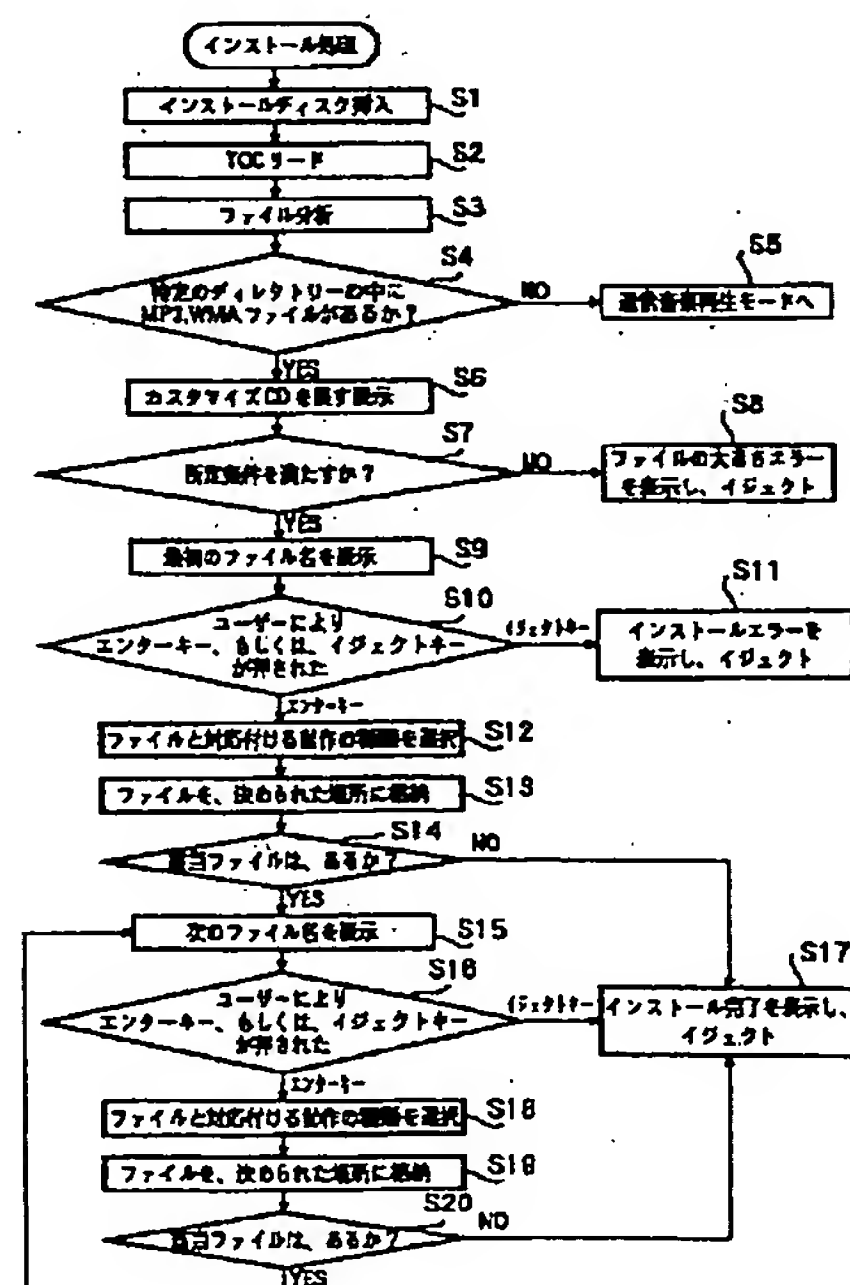 インストール処理
インストールディスク挿入
S1
TOCリード
S2
ファイル分析
S3
S4
特定のディレクトリーの中に
MP3,WMAファイルがあるか?
NO
S5
通常音楽再生モードへ
YES
カスタマイズCDを
S6
S7
所定条件を満たすか?
NO
S8
ファイルの大きさエラー
を表示し、イジェクト
YES
最初のファイル名を表示
S9
S10
ユーザーにより
エンターキー、もしくは、イジェクトキー
が押された
イジェクトキー
S11
インストールエラーを
表示し、イジェクト
エンターキー
ファイルと対応付ける動作の種類を選択
S12
ファイルを、決められた場所に格納
S13
S14
該当ファイルは、あるか?
NO
YES
次のファイル名を表示
S15
S16
ユーザーにより
エンターキー、もしくは、イジェクトキー
が押された
イジェクトキー
S17
インストール完了を表示し、
イジェクト
エンターキー
ファイルと対応付ける動作の種類を選択
S18
ファイルを、決められた場所に格納
S19
S20
該当ファイルは、あるか?
NO
YES